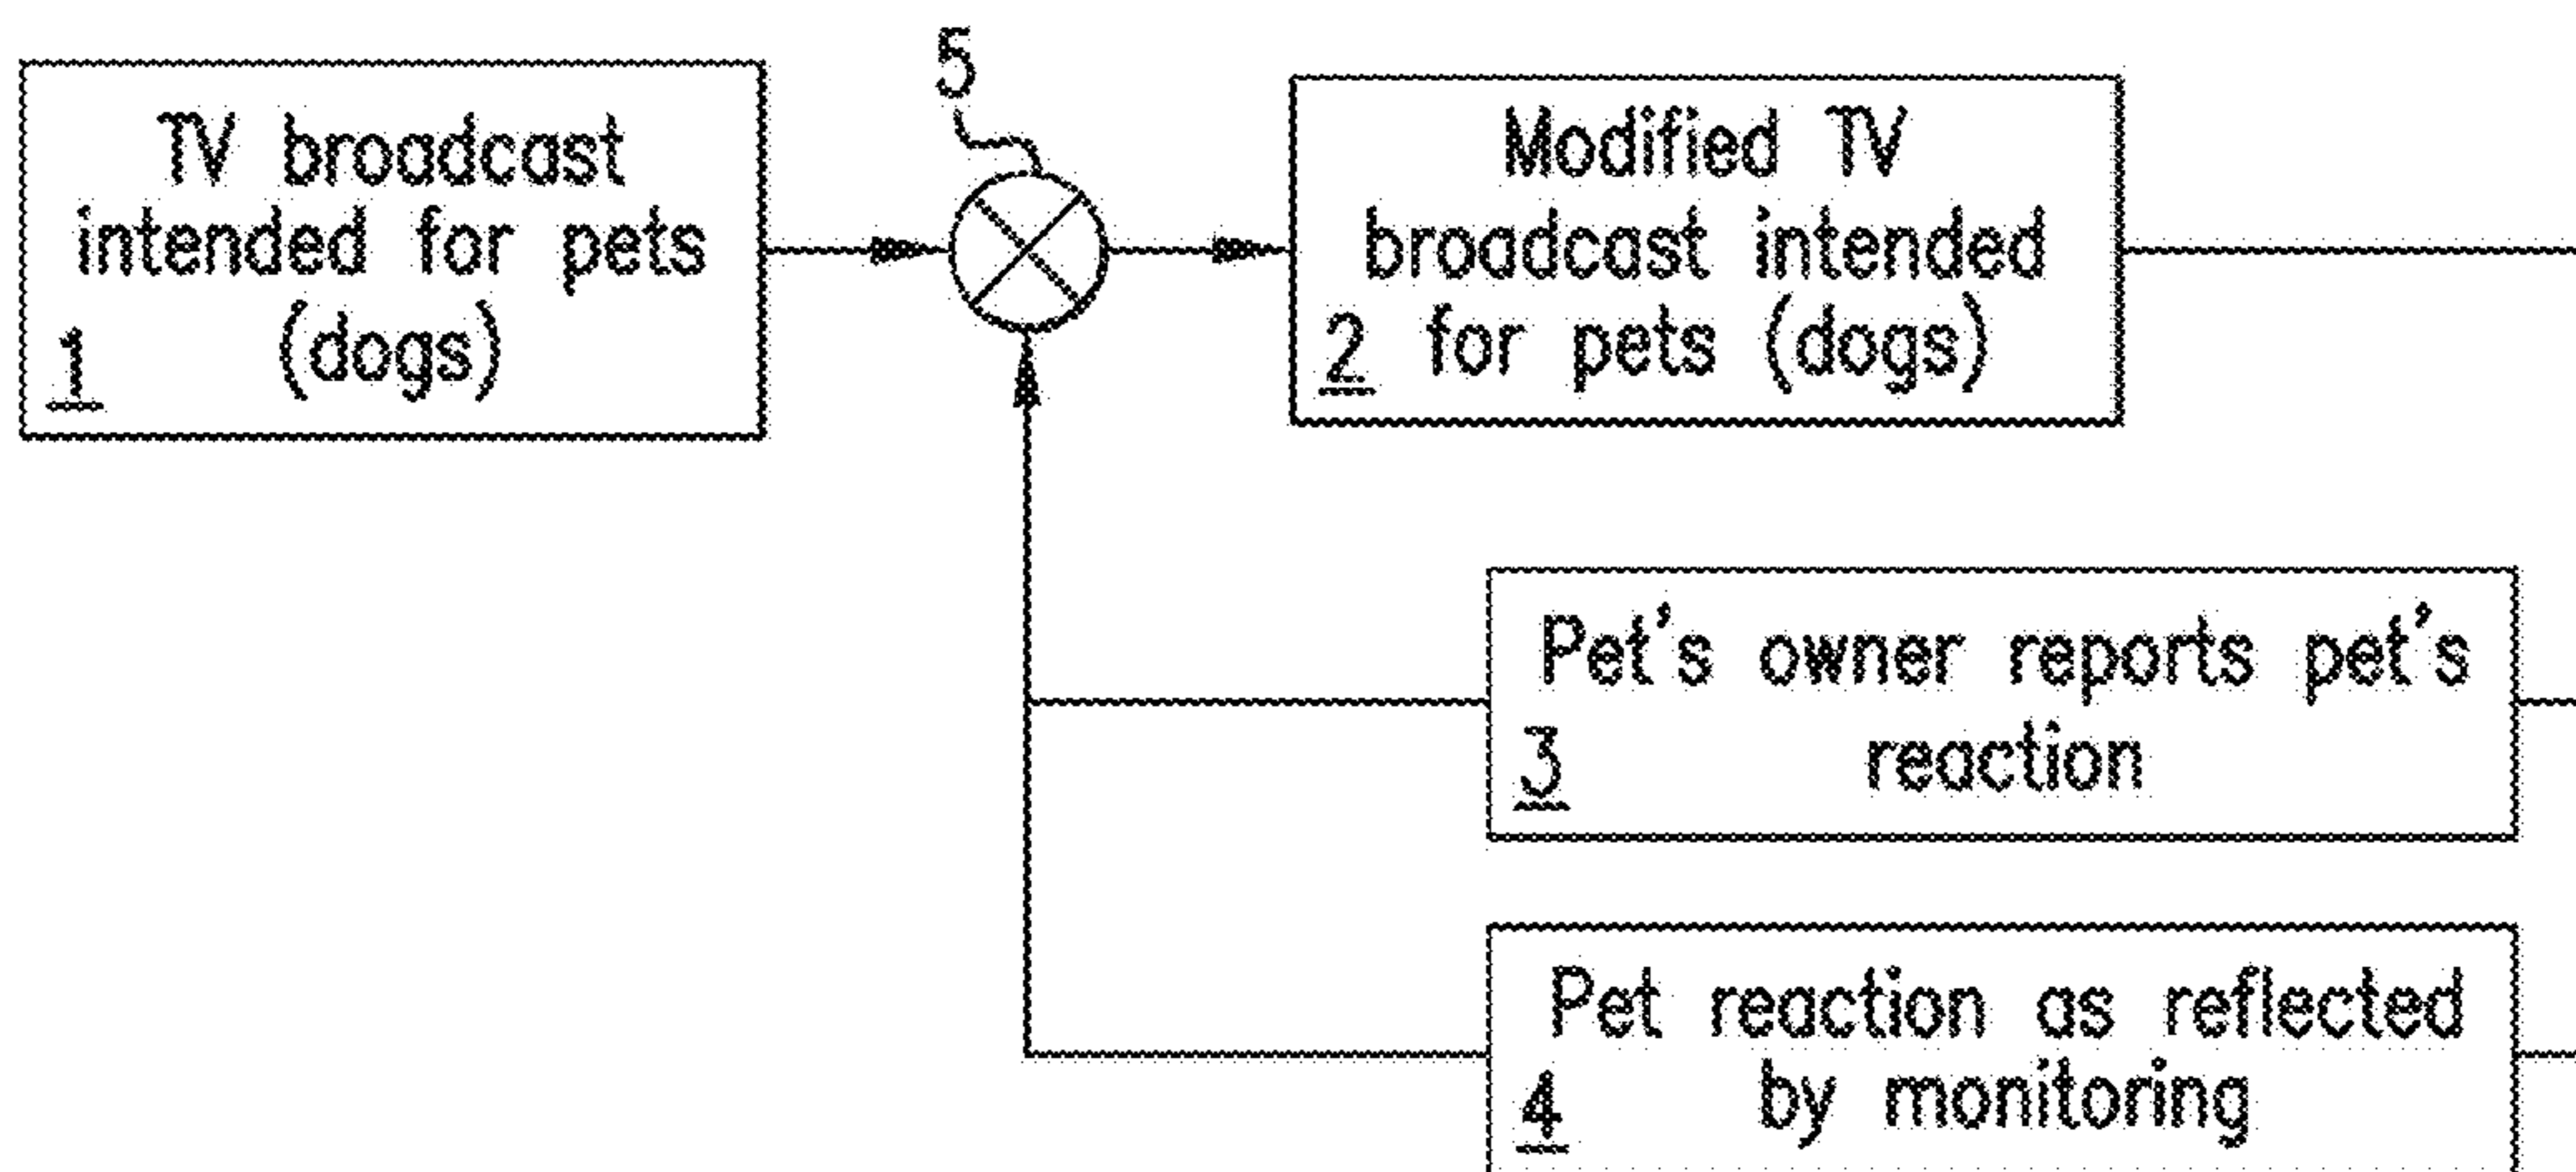 5
TV broadcast
intended for pets
(dogs)
1
Modified TV
broadcast intended
2 for pets (dogs)
Pet's owner reports pet's
reaction
3
Pet reaction as reflected
by monitoring
4